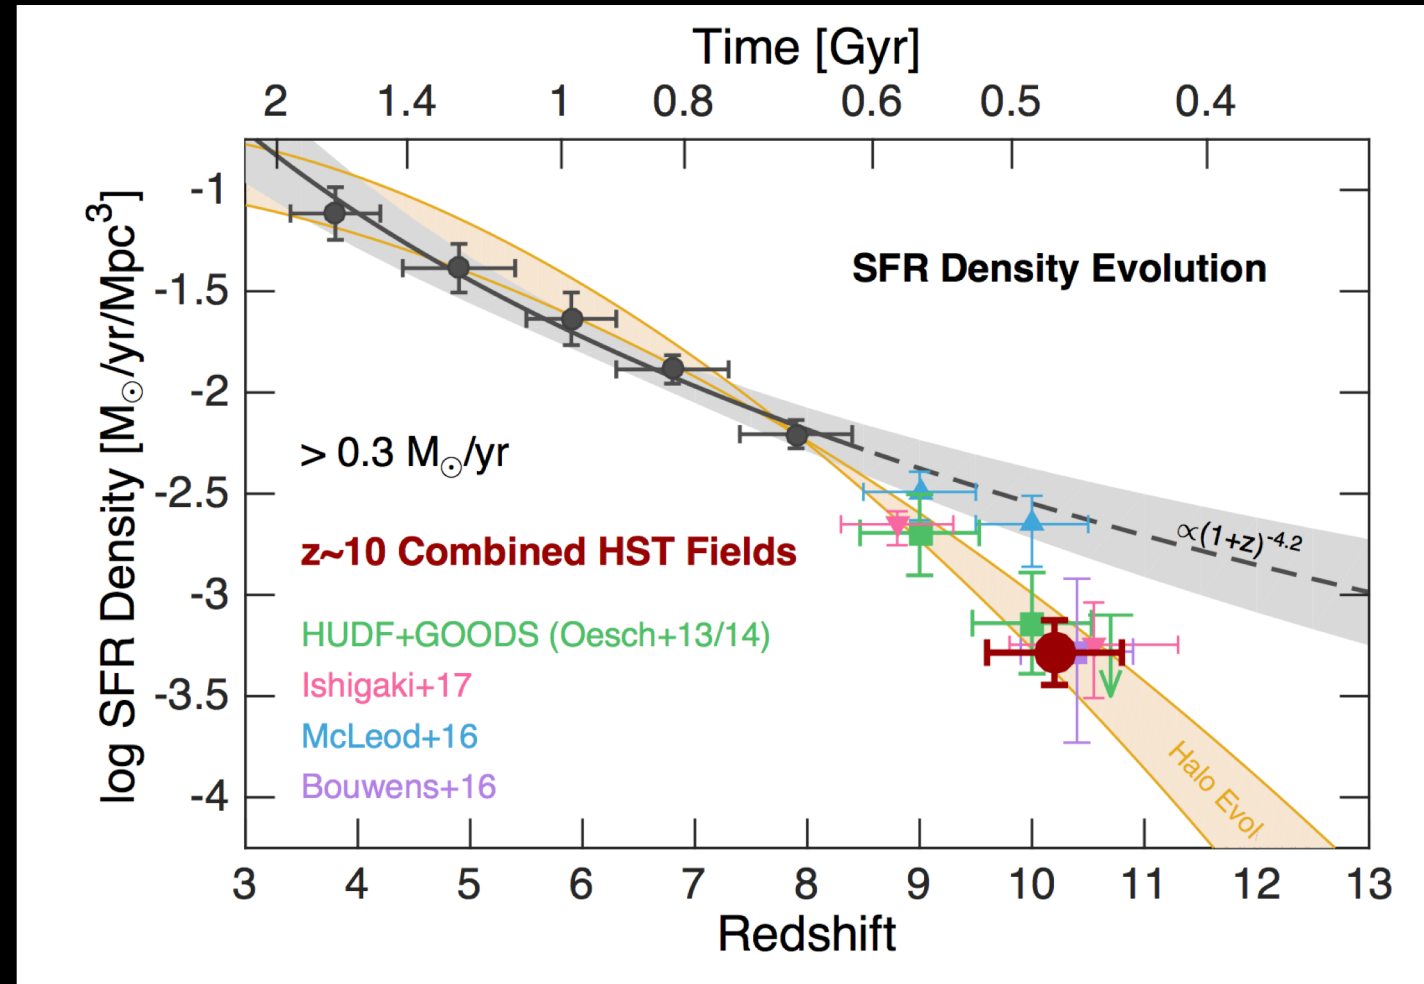 Time [Gyr]
2 1.4 1 0.8 0.6 0.5 0.4
log SFR Density [M☉/yr/Mpc³]
-1
-1.5
-2
-2.5
-3
-3.5
-4
SFR Density Evolution
> 0.3 M☉/yr
z~10 Combined HST Fields
∝(1+z)⁻⁴·²
HUDF+GOODS (Oesch+13/14)
Ishigaki+17
McLeod+16
Bouwens+16
Halo Evol
3 4 5 6 7 8 9 10 11 12 13
Redshift